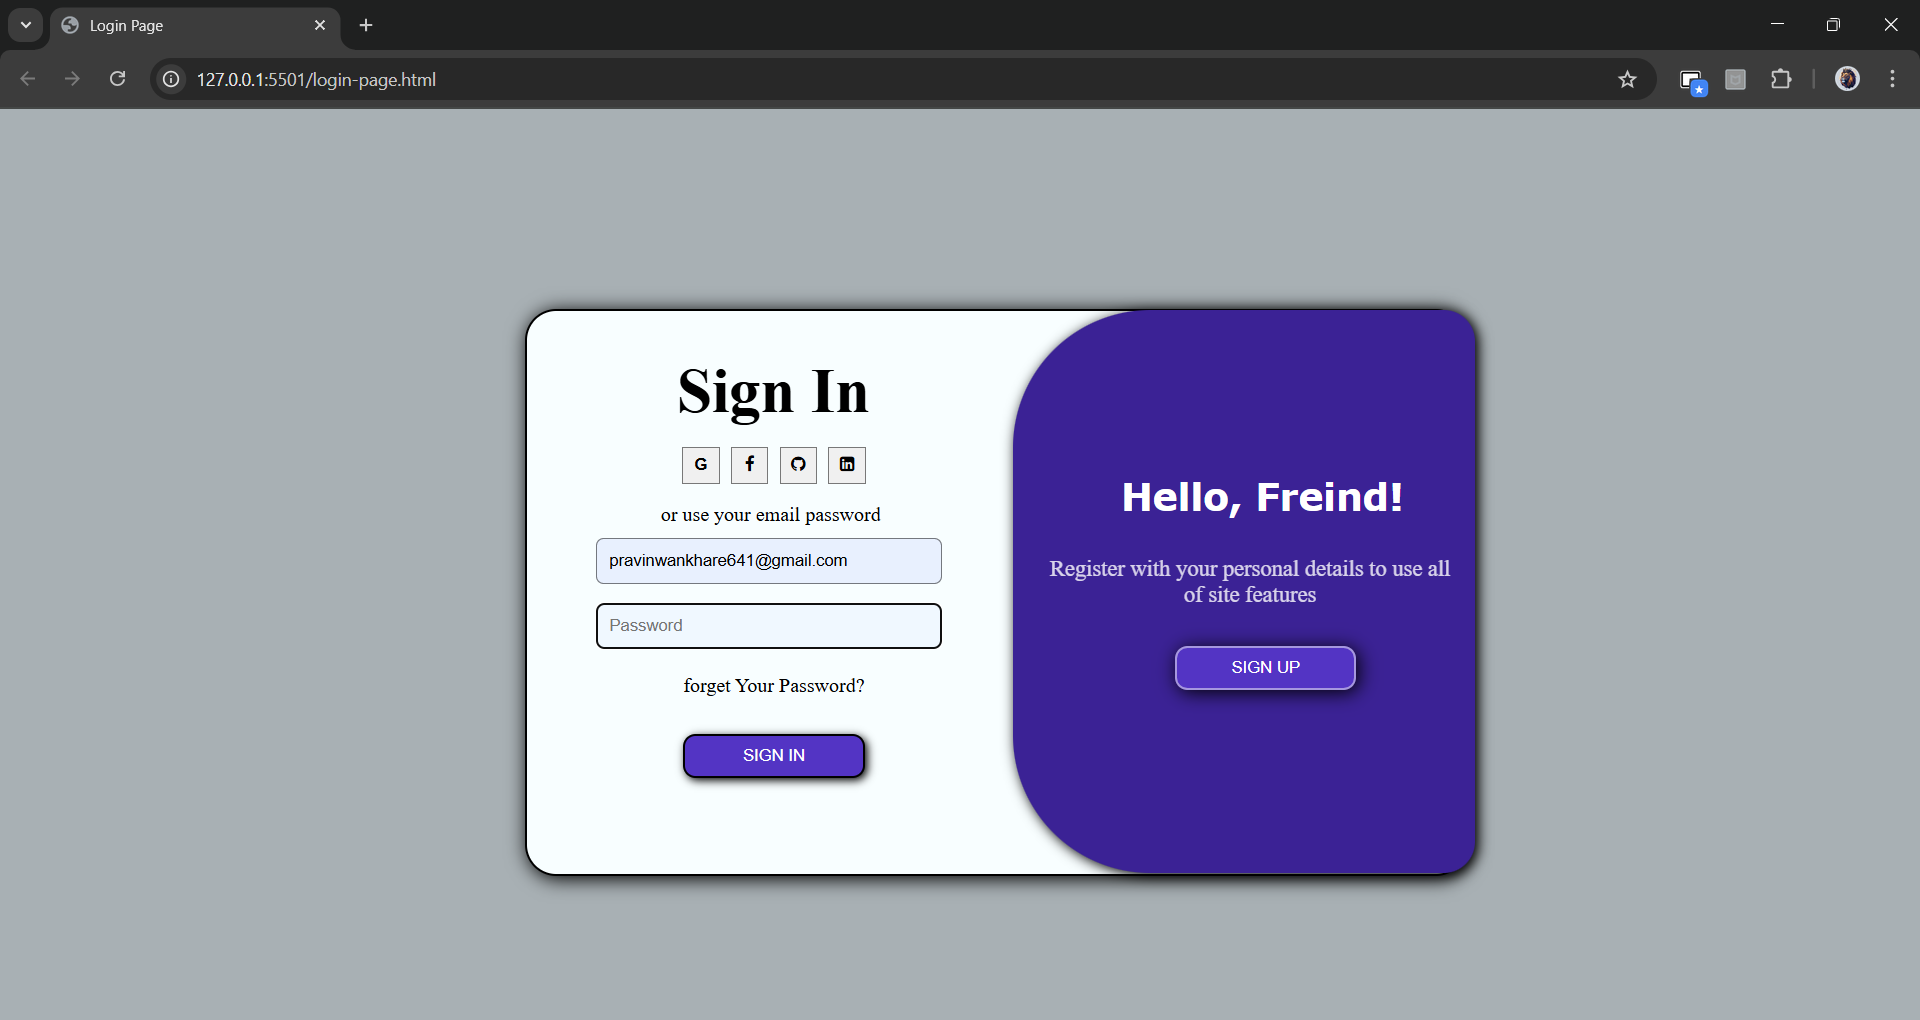 Login Page
127.0.0.1:5501/login-page.html
Sign In
G f in
or use your email password
pravinwankhare641@gmail.com
Password
forget Your Password?
SIGN IN
Hello, Freind!
Register with your personal details to use all
of site features
SIGN UP